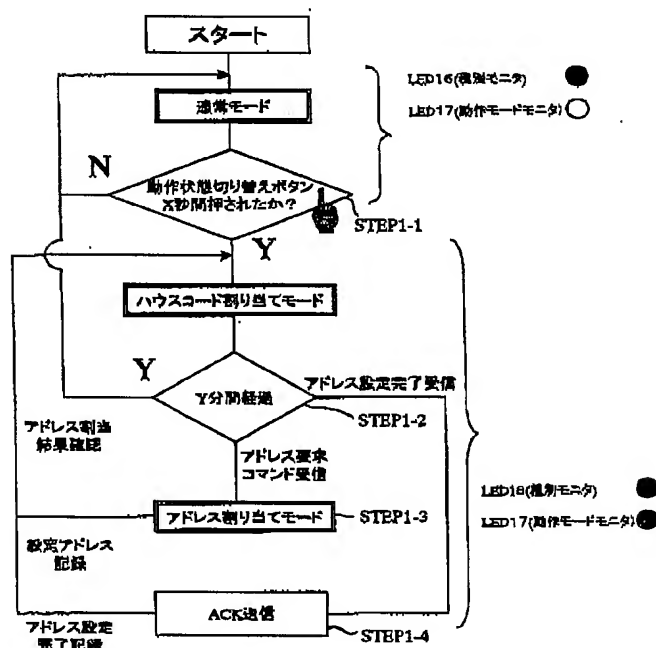 スタート
LED16(種別モニタ)
通常モード
LED17(動作モードモニタ)
N
動作状態切り替えボタン
X秒間押されたか?
STEP1-1
Y
ハウスコード割り当てモード
Y
Y分間経過
アドレス設定完了受信
STEP1-2
アドレス割当
結果確認
アドレス要求
コマンド受信
LED18(種別モニタ)
アドレス割り当てモード
STEP1-3
LED17(動作モードモニタ)
設定アドレス
記録
ACK送信
アドレス設定
完了記録
STEP1-4